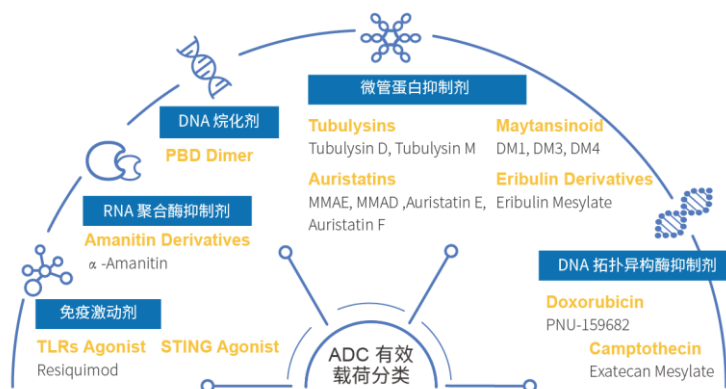 微管蛋白抑制剂
Tubulysins
Tubulysin D, Tubulysin M
Maytansinoid
DM1, DM3, DM4
Auristatins
MMAE, MMAD ,Auristatin E,
Auristatin F
Eribulin Derivatives
Eribulin Mesylate
DNA 烷化剂
PBD Dimer
RNA 聚合酶抑制剂
Amanitin Derivatives
α -Amanitin
免疫激动剂
TLRs Agonist
STING Agonist
Resiquimod
DNA 拓扑异构酶抑制剂
Doxorubicin
PNU-159682
Camptothecin
Exatecan Mesylate
ADC 有效
载荷分类